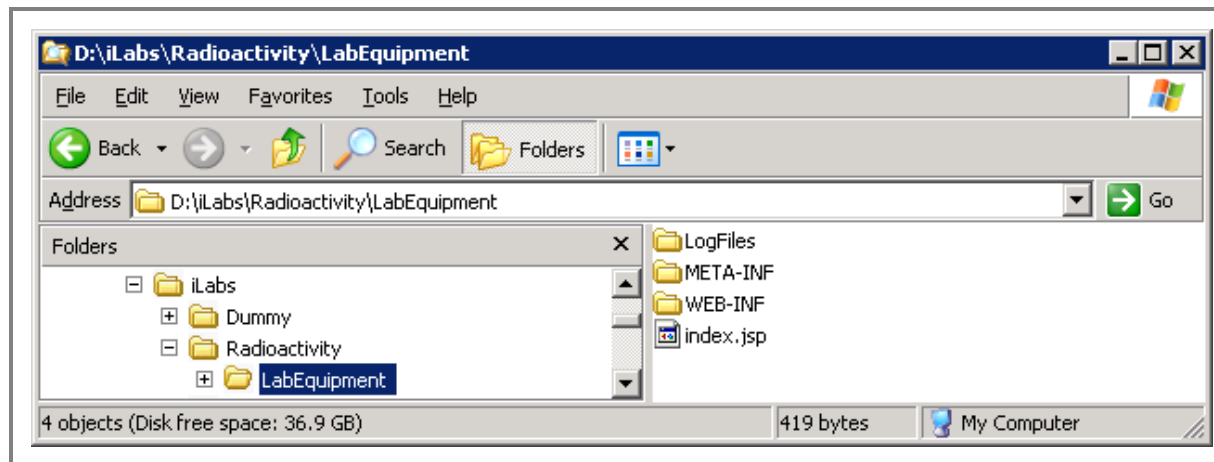 D:\iLabs\Radioactivity\LabEquipment
File Edit View Favorites Tools Help
Back Search Folders
Address D:\iLabs\Radioactivity\LabEquipment Go
Folders
iLabs
Dummy
Radioactivity
LabEquipment
LogFiles
META-INF
WEB-INF
index.jsp
4 objects (Disk free space: 36.9 GB) 419 bytes My Computer